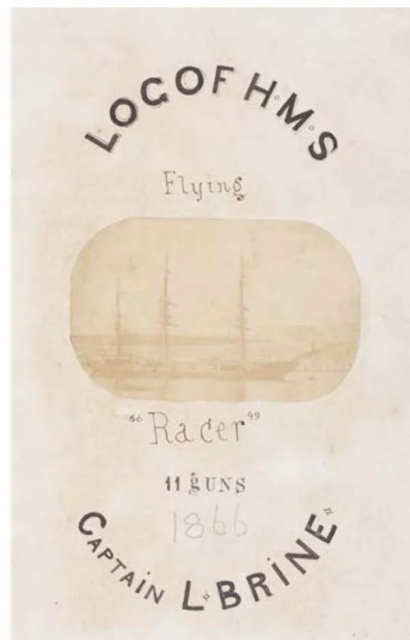 LOG OF H.M.S
Flying
"Racer"
11 GUNS
1866
CAPTAIN L. BRINE